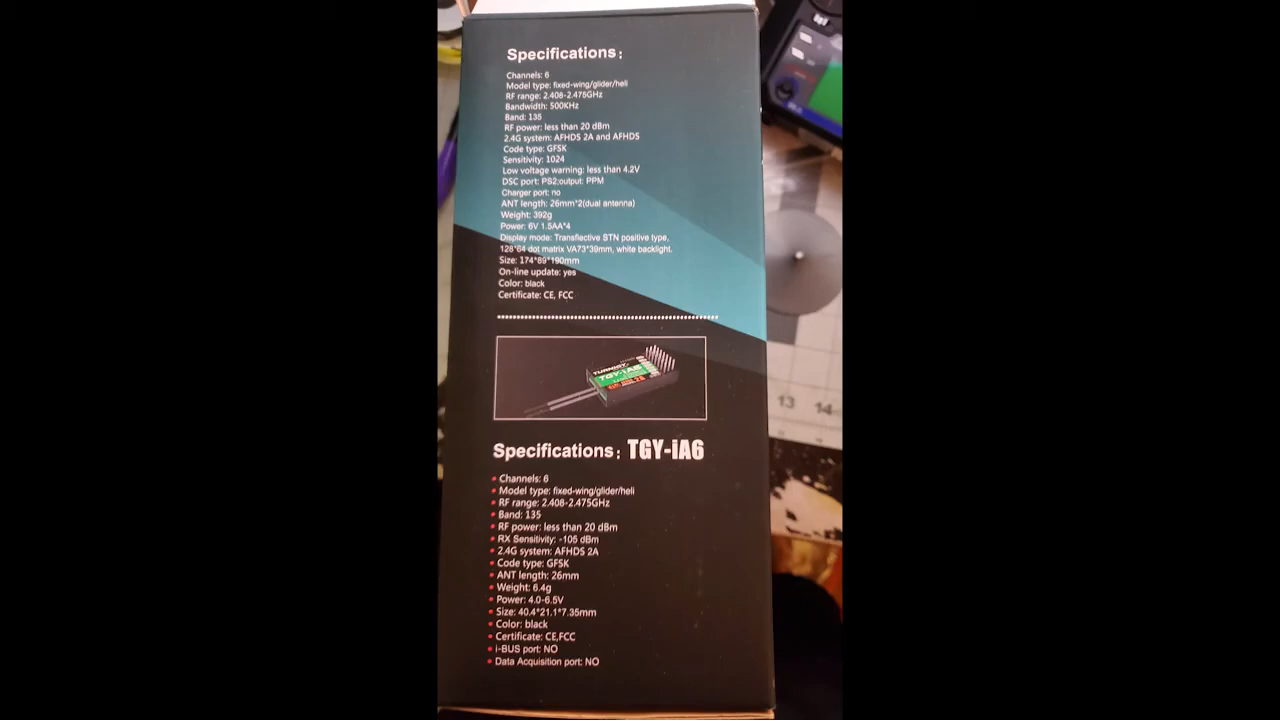 Specifications:
Channels: 6
Model type: fixed-wing/glider/heli
RF range: 2.408-2.475GHz
Bandwidth: 500KHz
Band: 135
RF power: less than 20 dBm
2.4G system: AFHDS 2A and AFHDS
Code type: GFSK
Sensitivity: 1024
Low voltage warning: less than 4.2V
DSC port: PS2;output: PPM
Charger port: no
ANT length: 26mm*2(dual antenna)
Weight: 392g
Power: 6V 1.5AA*4
Display mode: Transflective STN positive type,
128*64 dot matrix VA73*39mm, white backlight.
Size: 174*89*190mm
On-line update: yes
Color: black
Certificate: CE, FCC
TURNIGY
TGY-iA6
Specifications: TGY-iA6
• Channels: 6
• Model type: fixed-wing/glider/heli
• RF range: 2.408-2.475GHz
• Band: 135
• RF power: less than 20 dBm
• RX Sensitivity: -105 dBm
• 2.4G system: AFHDS 2A
• Code type: GFSK
• ANT length: 26mm
• Weight: 6.4g
• Power: 4.0-6.5V
• Size: 40.4*21.1*7.35mm
• Color: black
• Certificate: CE,FCC
• i-BUS port: NO
• Data Acquisition port: NO
13 14